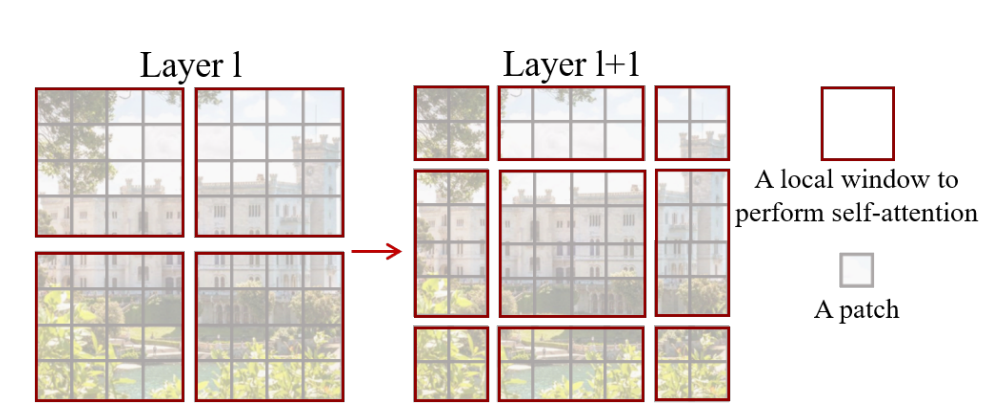 Layer l
Layer l+1
A local window to
perform self-attention
A patch